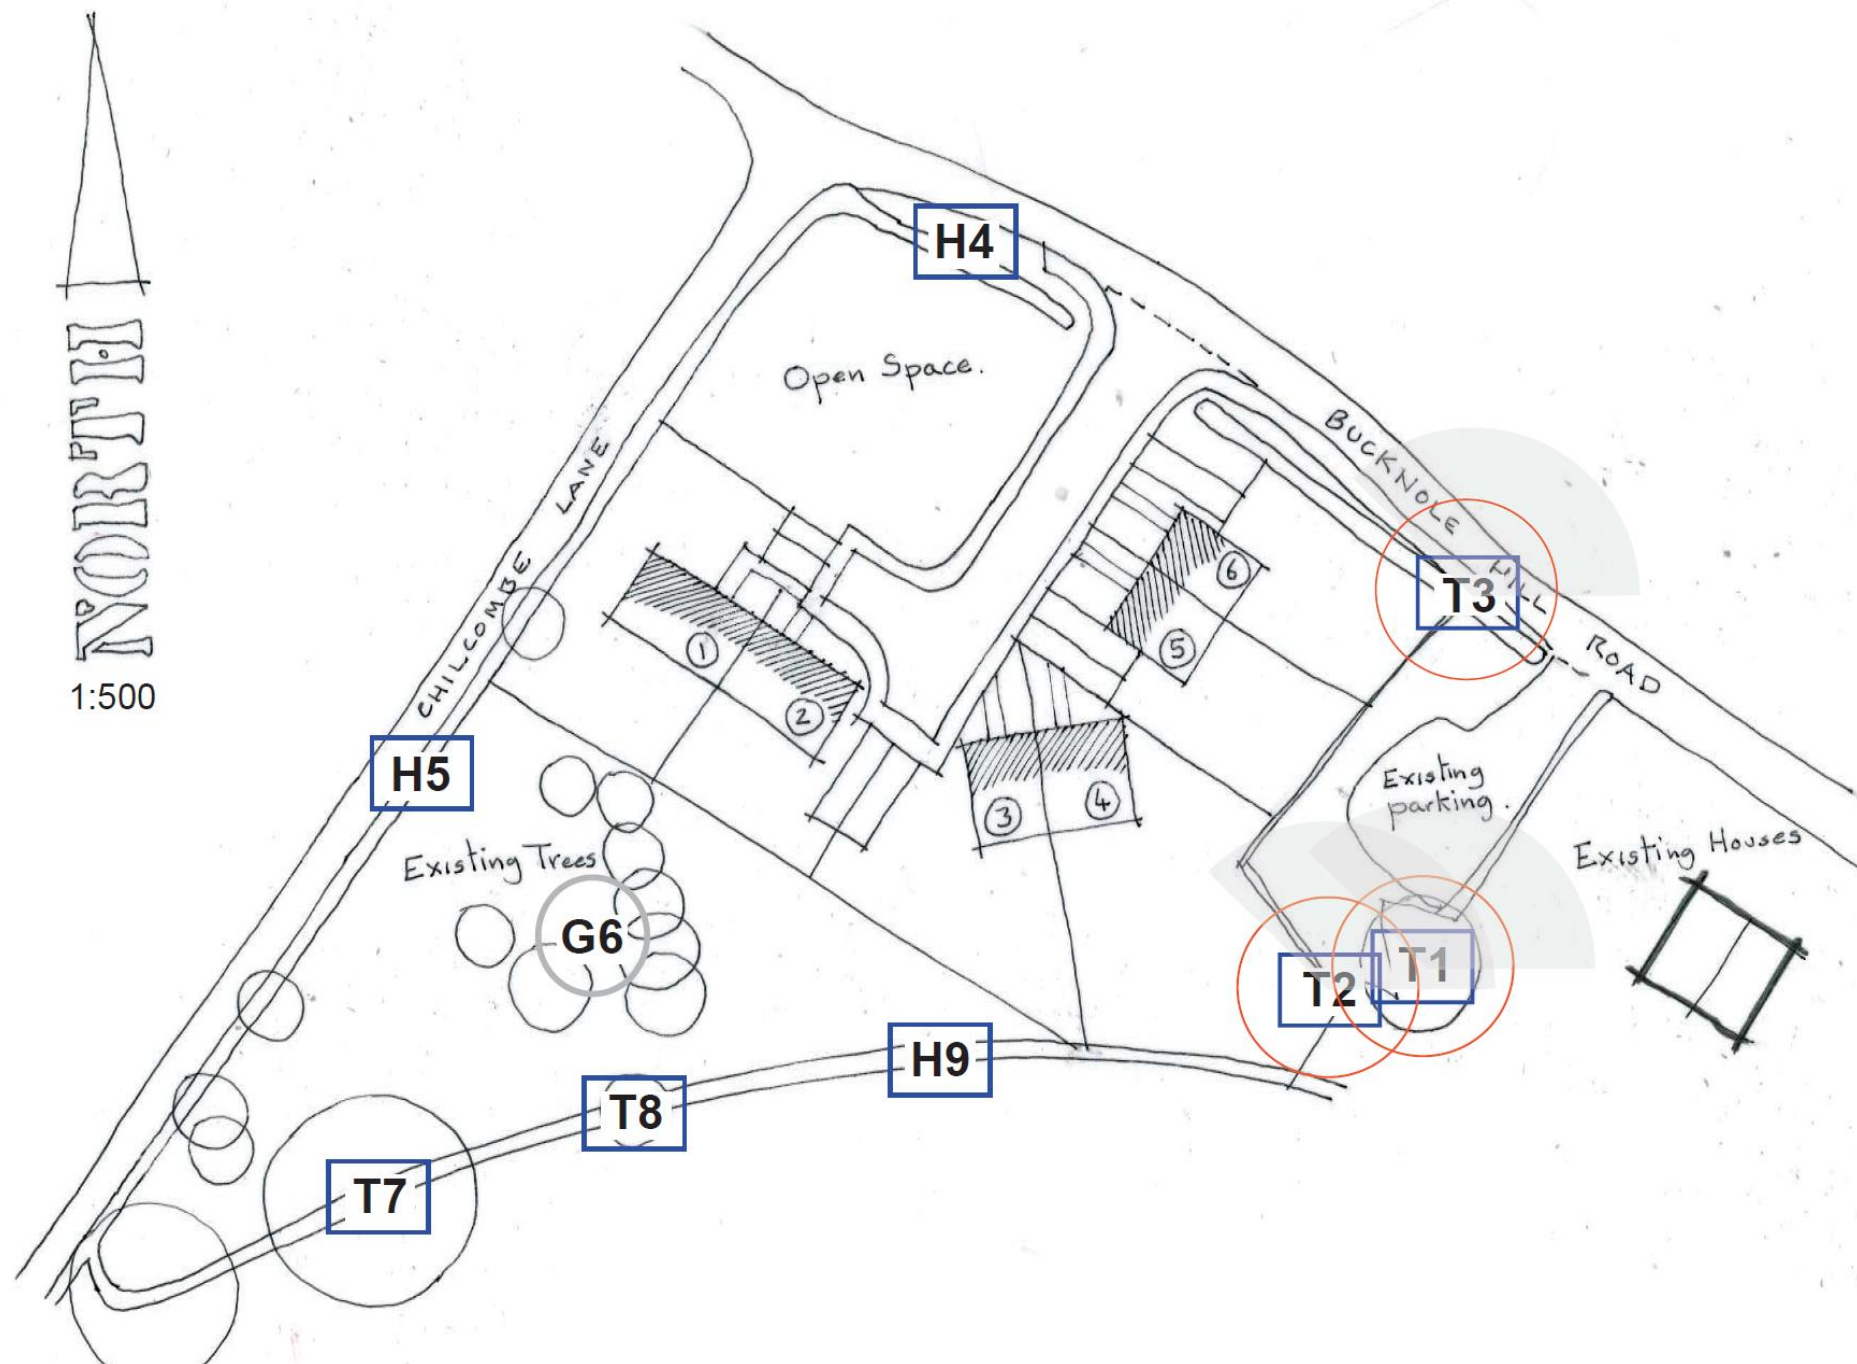 NORTH
1:500
H4
Open Space.
BUCKNOLE HILL ROAD
CHILCOMBE LANE
T3
6
5
1
2
3
4
H5
Existing
parking.
Existing Houses
Existing Trees
G6
T1
T2
H9
T8
T7